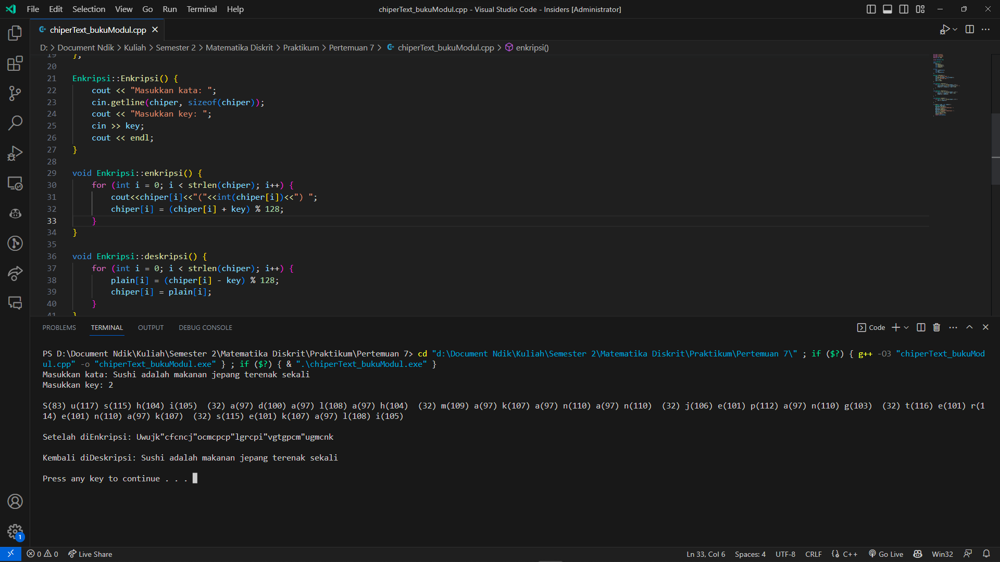 File Edit Selection View Go Run Terminal Help
chiperText_bukuModul.cpp - Visual Studio Code - Insiders [Administrator]
chiperText_bukuModul.cpp
D: > Document Ndik > Kuliah > Semester 2 > Matematika Diskrit > Praktikum > Pertemuan 7 > chiperText_bukuModul.cpp > enkripsi()
19 };
20
21 Enkripsi::Enkripsi() {
22     cout << "Masukkan kata: ";
23     cin.getline(chiper, sizeof(chiper));
24     cout << "Masukkan key: ";
25     cin >> key;
26     cout << endl;
27 }
28
29 void Enkripsi::enkripsi() {
30     for (int i = 0; i < strlen(chiper); i++) {
31         cout<<chiper[i]<<"("<<int(chiper[i])<<") ";
32         chiper[i] = (chiper[i] + key) % 128;
33     }
34 }
35
36 void Enkripsi::deskripsi() {
37     for (int i = 0; i < strlen(chiper); i++) {
38         plain[i] = (chiper[i] - key) % 128;
39         chiper[i] = plain[i];
40     }
41 }
PROBLEMS TERMINAL OUTPUT DEBUG CONSOLE
Code
PS D:\Document Ndik\Kuliah\Semester 2\Matematika Diskrit\Praktikum\Pertemuan 7> cd "d:\Document Ndik\Kuliah\Semester 2\Matematika Diskrit\Praktikum\Pertemuan 7\" ; if ($?) { g++ -O3 "chiperText_bukuMod
ul.cpp" -o "chiperText_bukuModul.exe" } ; if ($?) { & ".\chiperText_bukuModul.exe" }
Masukkan kata: Sushi adalah makanan jepang terenak sekali
Masukkan key: 2
S(83) u(117) s(115) h(104) i(105)  (32) a(97) d(100) a(97) l(108) a(97) h(104)  (32) m(109) a(97) k(107) a(97) n(110) a(97) n(110)  (32) j(106) e(101) p(112) a(97) n(110) g(103)  (32) t(116) e(101) r(1
14) e(101) n(110) a(97) k(107)  (32) s(115) e(101) k(107) a(97) l(108) i(105)
Setelah diEnkripsi: Uwujk"cfcncj"ocmcpcp"lgrcpi"vgtgpcm"ugmcnk
Kembali diDeskripsi: Sushi adalah makanan jepang terenak sekali
Press any key to continue . . .
1
0 0 Live Share Ln 33, Col 6 Spaces: 4 UTF-8 CRLF {} C++ Go Live Win32